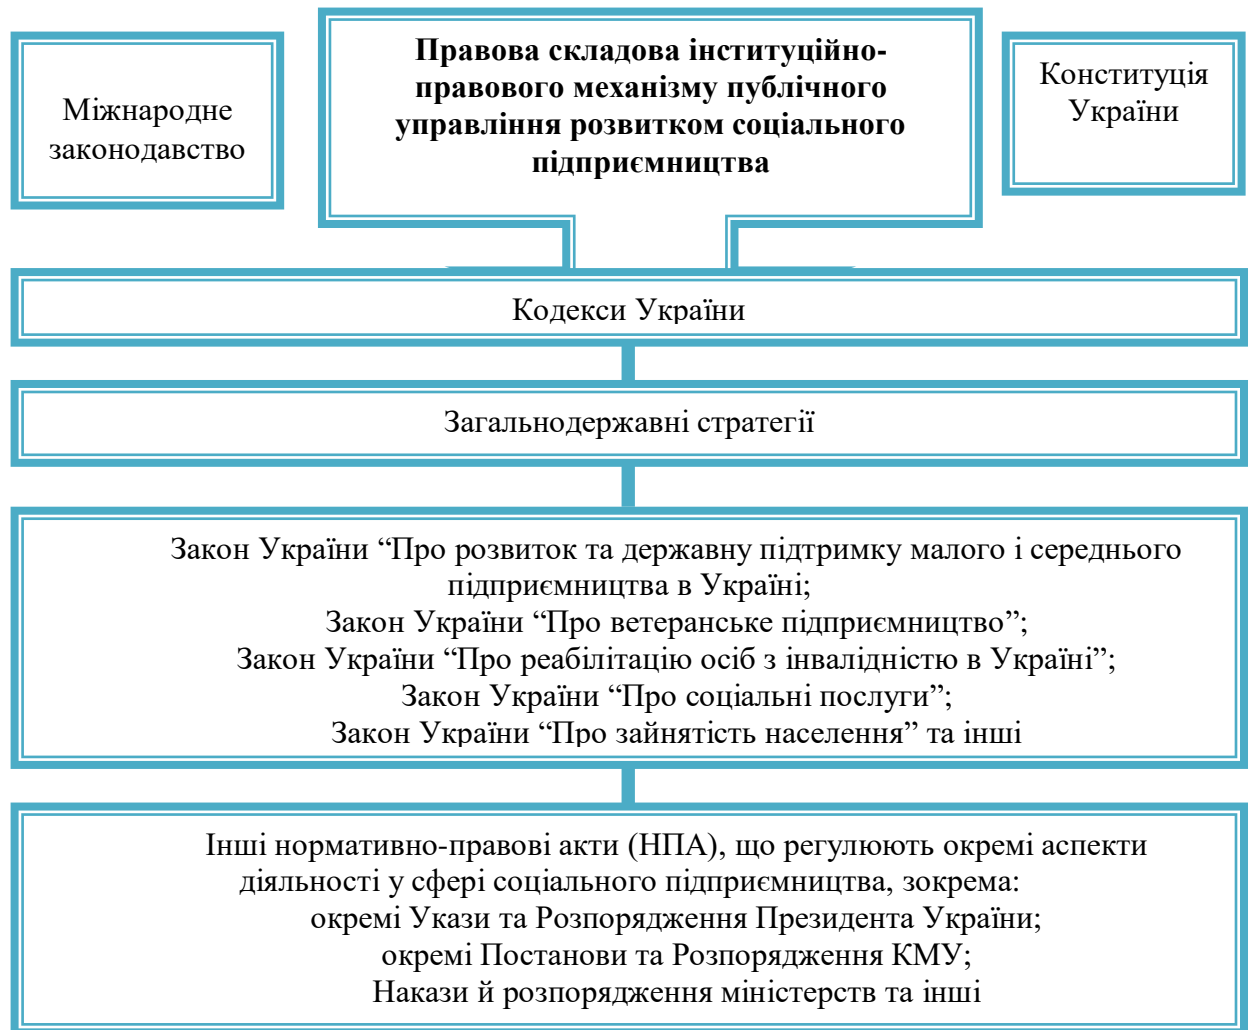 Міжнародне
законодавство
Правова складова інституційно-
правового механізму публічного
управління розвитком соціального
підприємництва
Конституція
України
Кодекси України
Загальнодержавні стратегії
Закон України “Про розвиток та державну підтримку малого і середнього
підприємництва в Україні;
Закон України “Про ветеранське підприємництво”;
Закон України “Про реабілітацію осіб з інвалідністю в Україні”;
Закон України “Про соціальні послуги”;
Закон України “Про зайнятість населення” та інші
Інші нормативно-правові акти (НПА), що регулюють окремі аспекти
діяльності у сфері соціального підприємництва, зокрема:
окремі Укази та Розпорядження Президента України;
окремі Постанови та Розпорядження КМУ;
Накази й розпорядження міністерств та інші